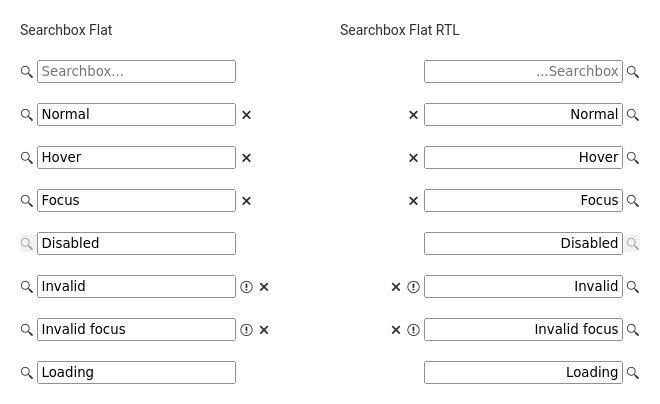 Searchbox Flat
Searchbox Flat RTL
Searchbox...
...Searchbox
Normal
Normal
Hover
Hover
Focus
Focus
Disabled
Disabled
Invalid
Invalid
Invalid focus
Invalid focus
Loading
Loading